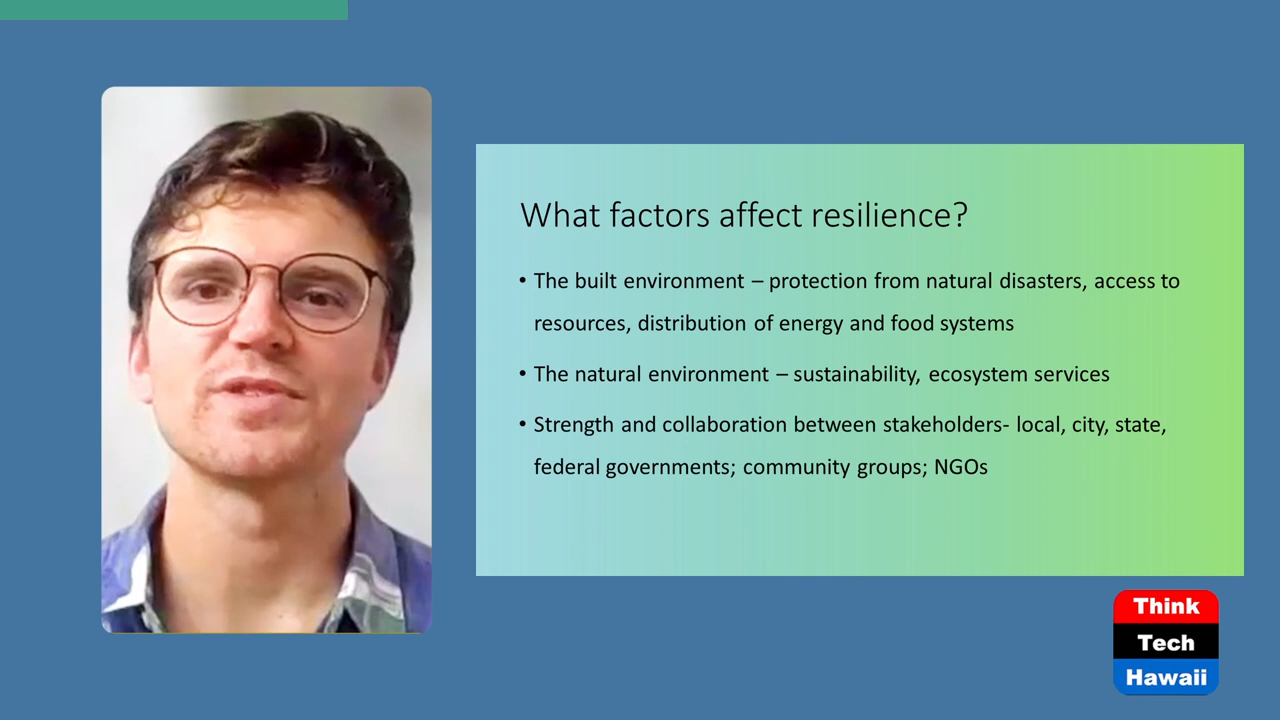 What factors affect resilience?
• The built environment – protection from natural disasters, access to
resources, distribution of energy and food systems
• The natural environment – sustainability, ecosystem services
• Strength and collaboration between stakeholders- local, city, state,
federal governments; community groups; NGOs
Think
Tech
Hawaii